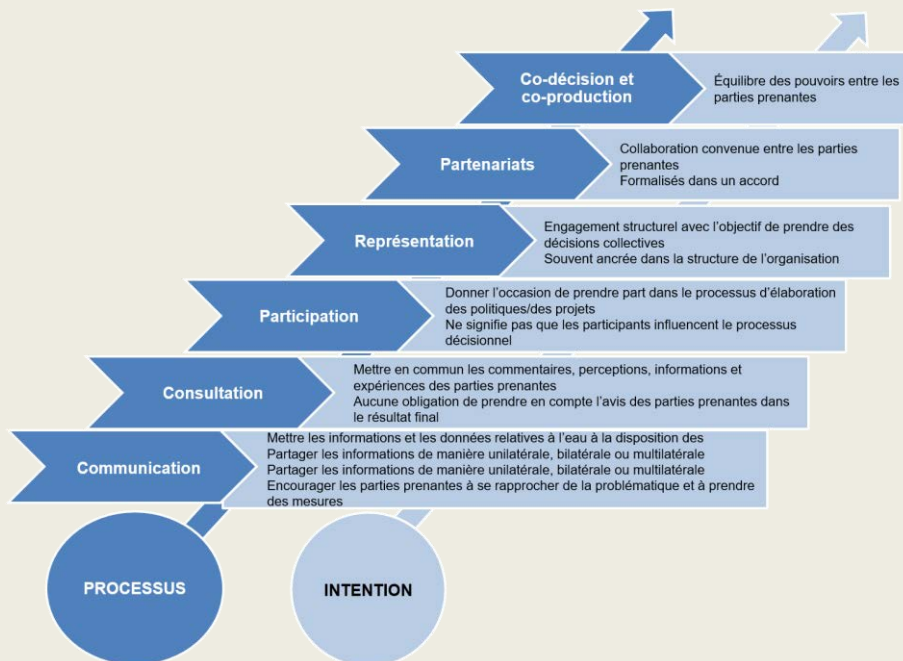 Co-décision et
co-production
Équilibre des pouvoirs entre les
parties prenantes
Partenariats
Collaboration convenue entre les parties
prenantes
Formalisés dans un accord
Représentation
Engagement structurel avec l’objectif de prendre des
décisions collectives
Souvent ancrée dans la structure de l’organisation
Participation
Donner l’occasion de prendre part dans le processus d’élaboration
des politiques/des projets
Ne signifie pas que les participants influencent le processus
décisionnel
Consultation
Mettre en commun les commentaires, perceptions, informations et
expériences des parties prenantes
Aucune obligation de prendre en compte l’avis des parties prenantes dans
le résultat final
Communication
Mettre les informations et les données relatives à l’eau à la disposition des
Partager les informations de manière unilatérale, bilatérale ou multilatérale
Partager les informations de manière unilatérale, bilatérale ou multilatérale
Encourager les parties prenantes à se rapprocher de la problématique et à prendre
des mesures
PROCESSUS
INTENTION